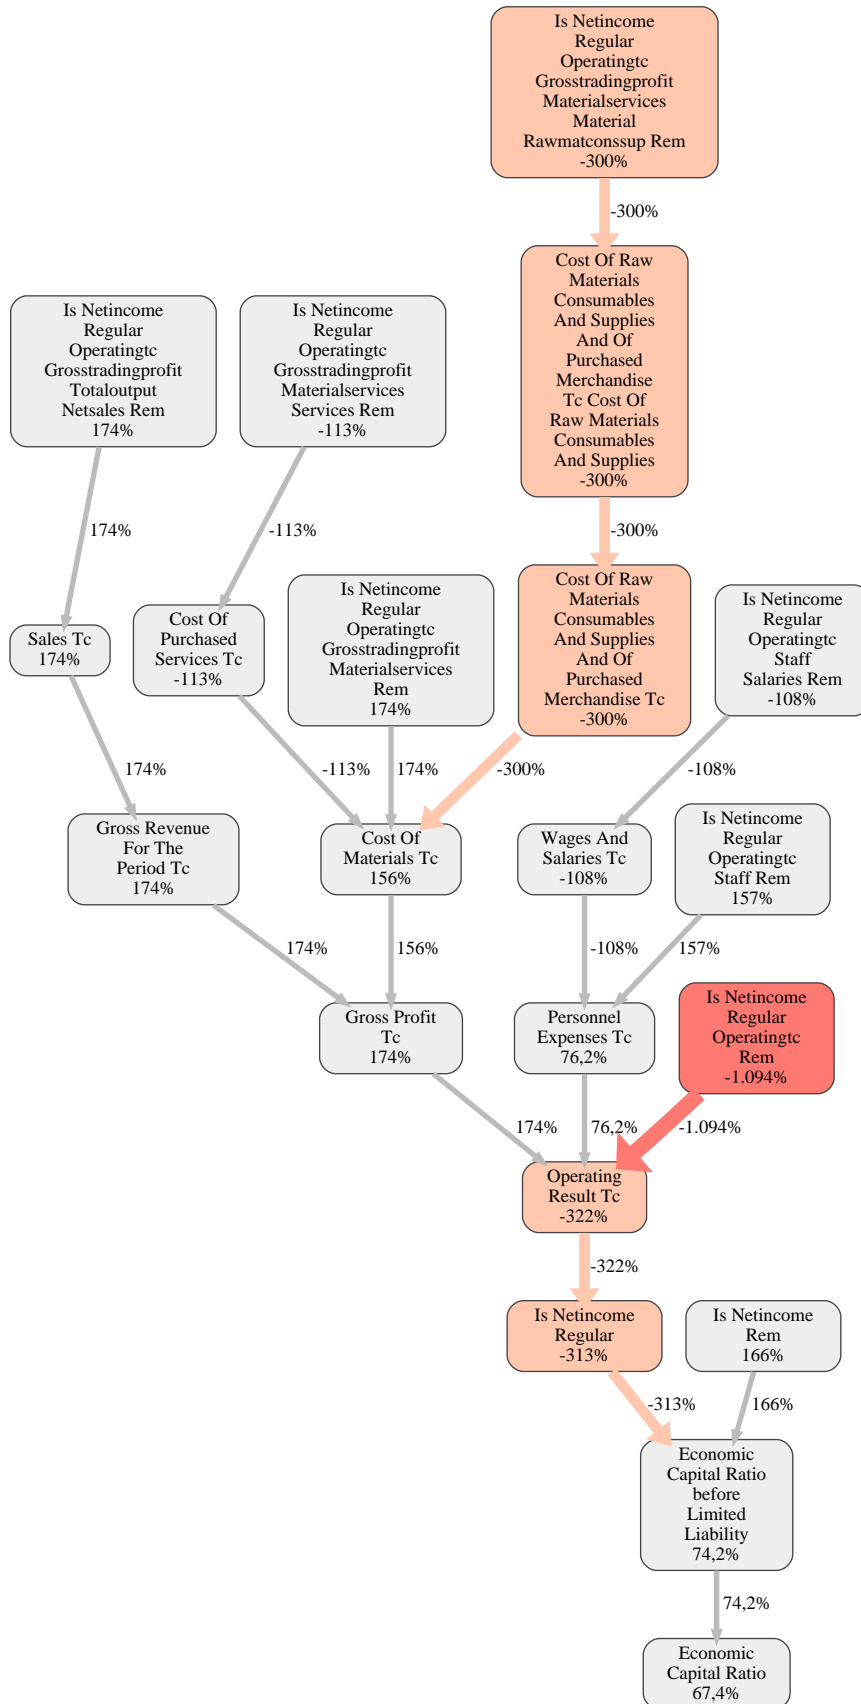 Is Netincome
Regular
Operatingtc
Grosstradingprofit
Materialservices
Material
Rawmatconssup Rem
-300%
-300%
Cost Of Raw
Materials
Consumables
And Supplies
And Of
Purchased
Merchandise
Tc Cost Of
Raw Materials
Consumables
And Supplies
-300%
Is Netincome
Regular
Operatingtc
Grosstradingprofit
Totaloutput
Netsales Rem
174%
Is Netincome
Regular
Operatingtc
Grosstradingprofit
Materialservices
Services Rem
-113%
174%
-113%
-300%
Sales Tc
174%
Cost Of
Purchased
Services Tc
-113%
Is Netincome
Regular
Operatingtc
Grosstradingprofit
Materialservices
Rem
174%
Cost Of Raw
Materials
Consumables
And Supplies
And Of
Purchased
Merchandise Tc
-300%
Is Netincome
Regular
Operatingtc
Staff
Salaries Rem
-108%
174%
-113%
174%
-300%
-108%
Gross Revenue
For The
Period Tc
174%
Cost Of
Materials Tc
156%
Wages And
Salaries Tc
-108%
Is Netincome
Regular
Operatingtc
Staff Rem
157%
174%
156%
-108%
157%
Gross Profit
Tc
174%
Personnel
Expenses Tc
76,2%
Is Netincome
Regular
Operatingtc
Rem
-1.094%
174%
76,2%
-1.094%
Operating
Result Tc
-322%
-322%
Is Netincome
Regular
-313%
Is Netincome
Rem
166%
-313%
166%
Economic
Capital Ratio
before
Limited
Liability
74,2%
74,2%
Economic
Capital Ratio
67,4%